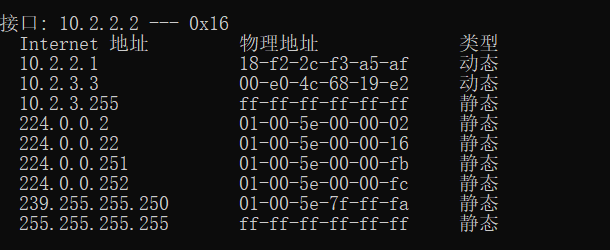 接口: 10.2.2.2 --- 0x16
Internet 地址 物理地址 类型
10.2.2.1 18-f2-2c-f3-a5-af 动态
10.2.3.3 00-e0-4c-68-19-e2 动态
10.2.3.255 ff-ff-ff-ff-ff-ff 静态
224.0.0.2 01-00-5e-00-00-02 静态
224.0.0.22 01-00-5e-00-00-16 静态
224.0.0.251 01-00-5e-00-00-fb 静态
224.0.0.252 01-00-5e-00-00-fc 静态
239.255.255.250 01-00-5e-7f-ff-fa 静态
255.255.255.255 ff-ff-ff-ff-ff-ff 静态